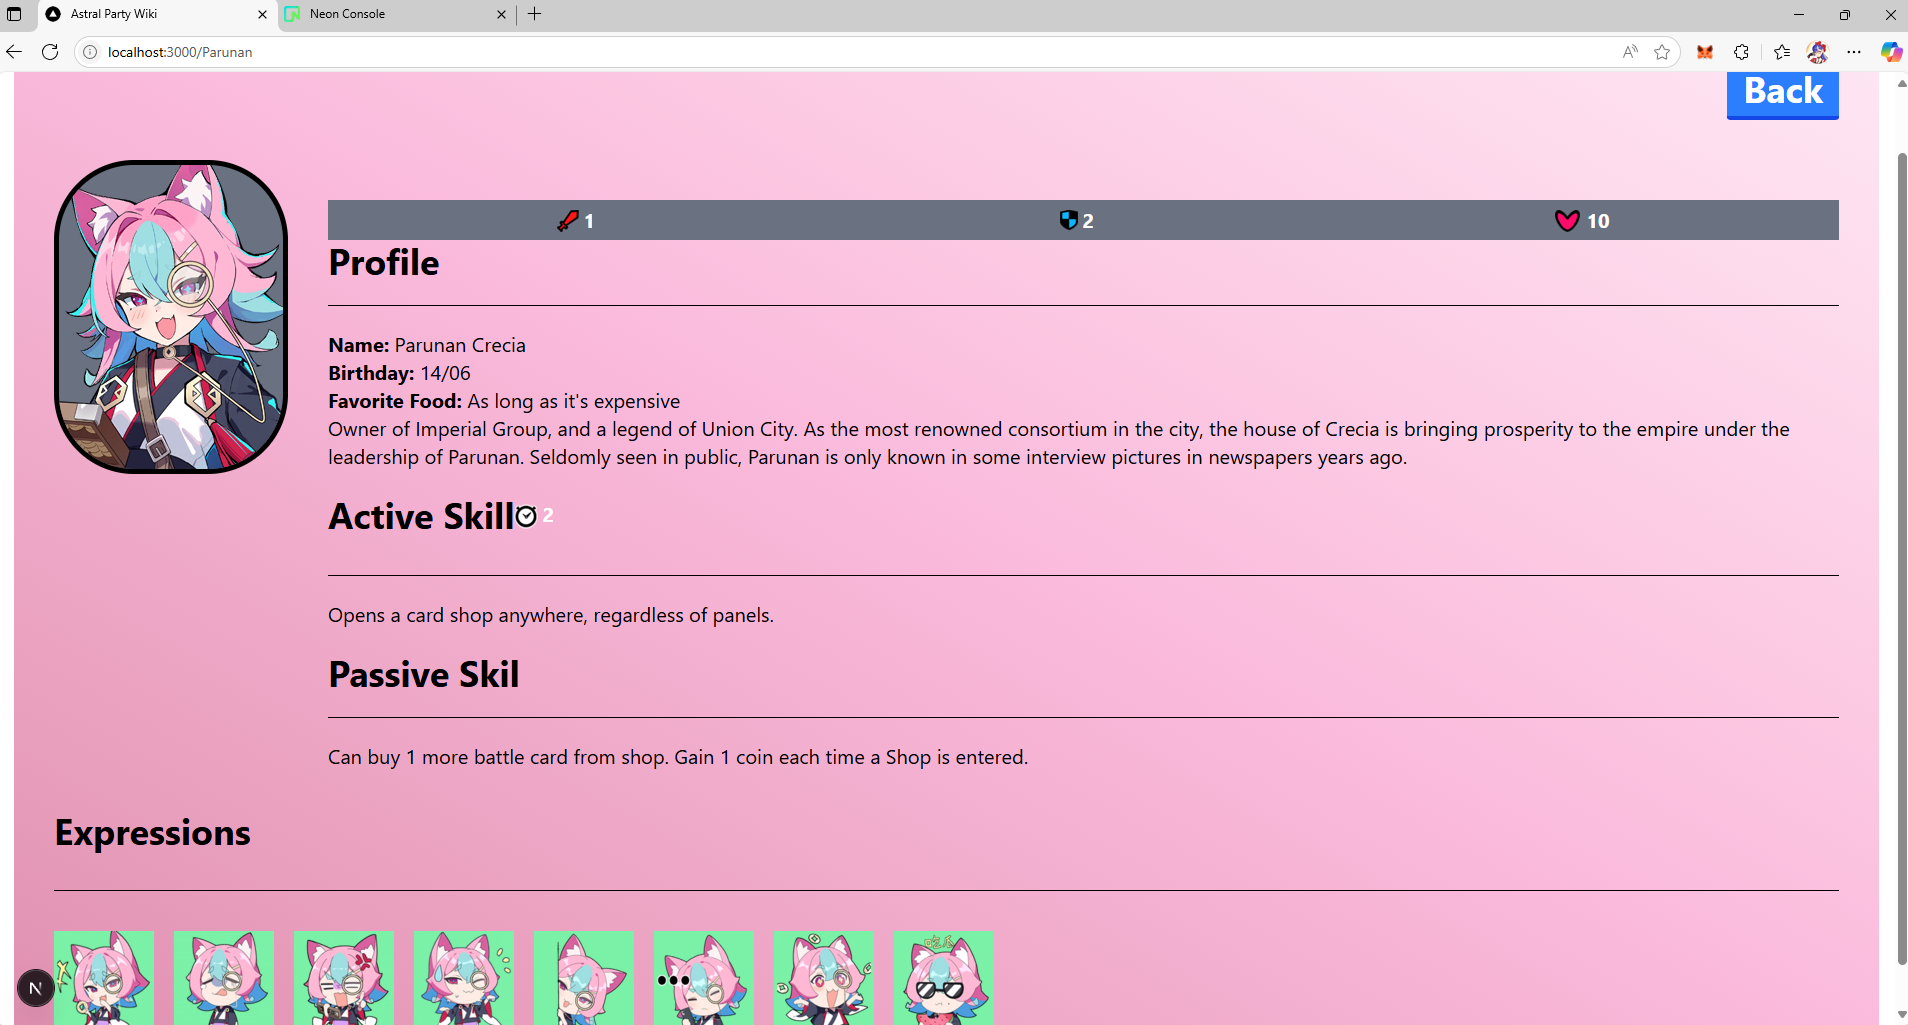 Astral Party Wiki
Neon Console
localhost:3000/Parunan
Back
1
2
10
Profile
Name: Parunan Crecia
Birthday: 14/06
Favorite Food: As long as it's expensive
Owner of Imperial Group, and a legend of Union City. As the most renowned consortium in the city, the house of Crecia is bringing prosperity to the empire under the
leadership of Parunan. Seldomly seen in public, Parunan is only known in some interview pictures in newspapers years ago.
Active Skill 2
Opens a card shop anywhere, regardless of panels.
Passive Skil
Can buy 1 more battle card from shop. Gain 1 coin each time a Shop is entered.
Expressions
吃瓜
N